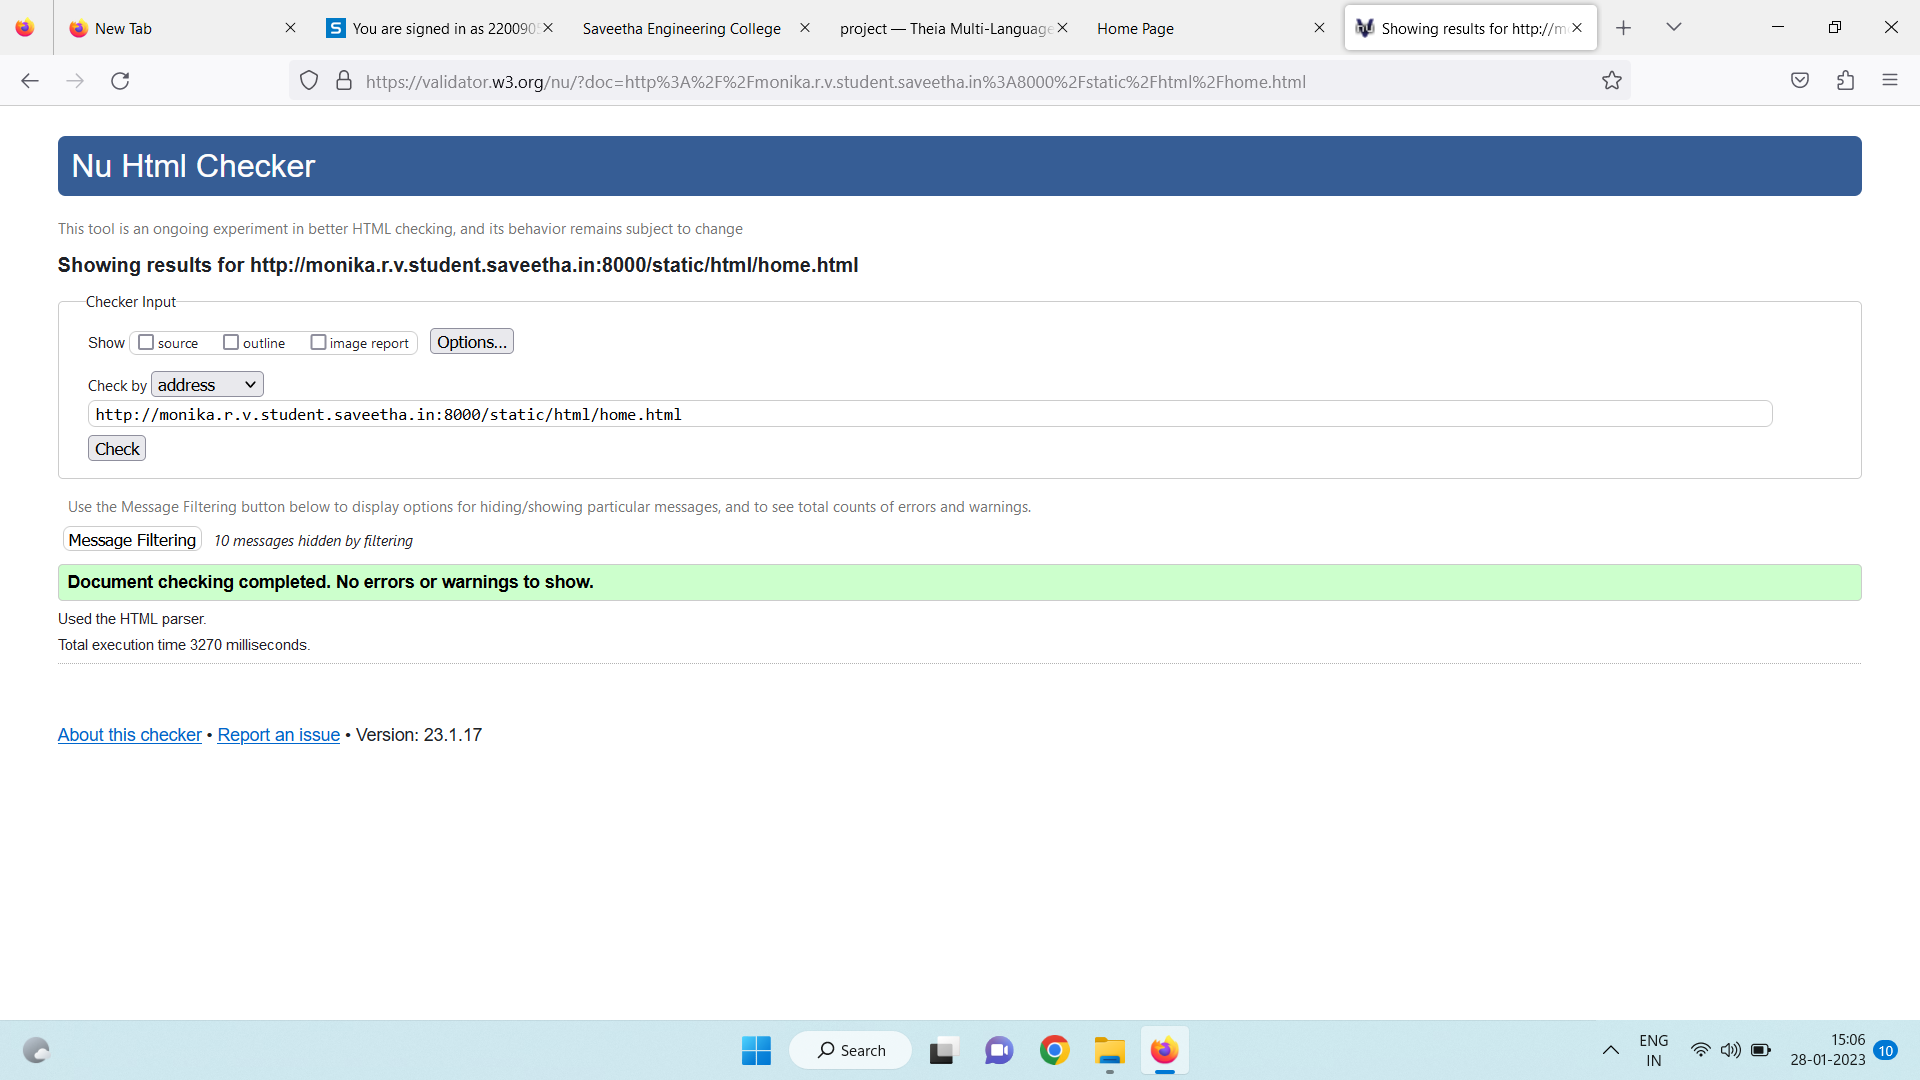 New Tab
You are signed in as 220090
Saveetha Engineering College
project — Theia Multi-Language
Home Page
Showing results for http://m
https://validator.w3.org/nu/?doc=http%3A%2F%2Fmonika.r.v.student.saveetha.in%3A8000%2Fstatic%2Fhtml%2Fhome.html
Nu Html Checker
This tool is an ongoing experiment in better HTML checking, and its behavior remains subject to change
Showing results for http://monika.r.v.student.saveetha.in:8000/static/html/home.html
Checker Input
Show source outline image report Options...
Check by address
http://monika.r.v.student.saveetha.in:8000/static/html/home.html
Check
Use the Message Filtering button below to display options for hiding/showing particular messages, and to see total counts of errors and warnings.
Message Filtering 10 messages hidden by filtering
Document checking completed. No errors or warnings to show.
Used the HTML parser.
Total execution time 3270 milliseconds.
About this checker • Report an issue • Version: 23.1.17
Search
ENG
IN
15:06
28-01-2023
10